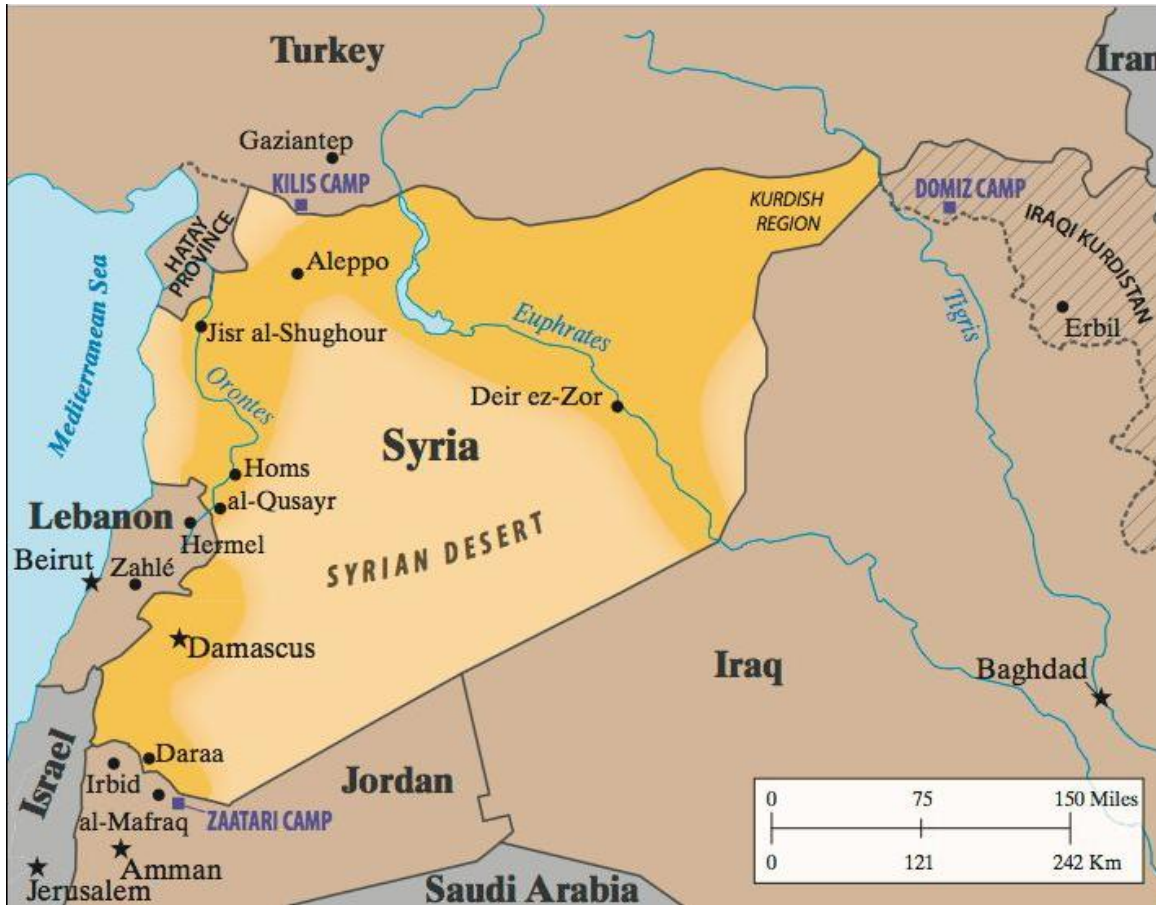 Turkey
Iran
Gaziantep
KILIS CAMP
DOMIZ CAMP
KURDISH
REGION
IRAQI KURDISTAN
HATAY
PROVINCE
Aleppo
Mediterranean Sea
Tigris
Erbil
Jisr al-Shughour
Euphrates
Orontes
Deir ez-Zor
Syria
Homs
al-Qusayr
Lebanon
Hermel
SYRIAN DESERT
Beirut
Zahlé
Damascus
Iraq
Baghdad
Israel
Daraa
Irbid
Jordan
al-Mafraq
ZAATARI CAMP
Amman
Jerusalem
Saudi Arabia
0 75 150 Miles
0 121 242 Km